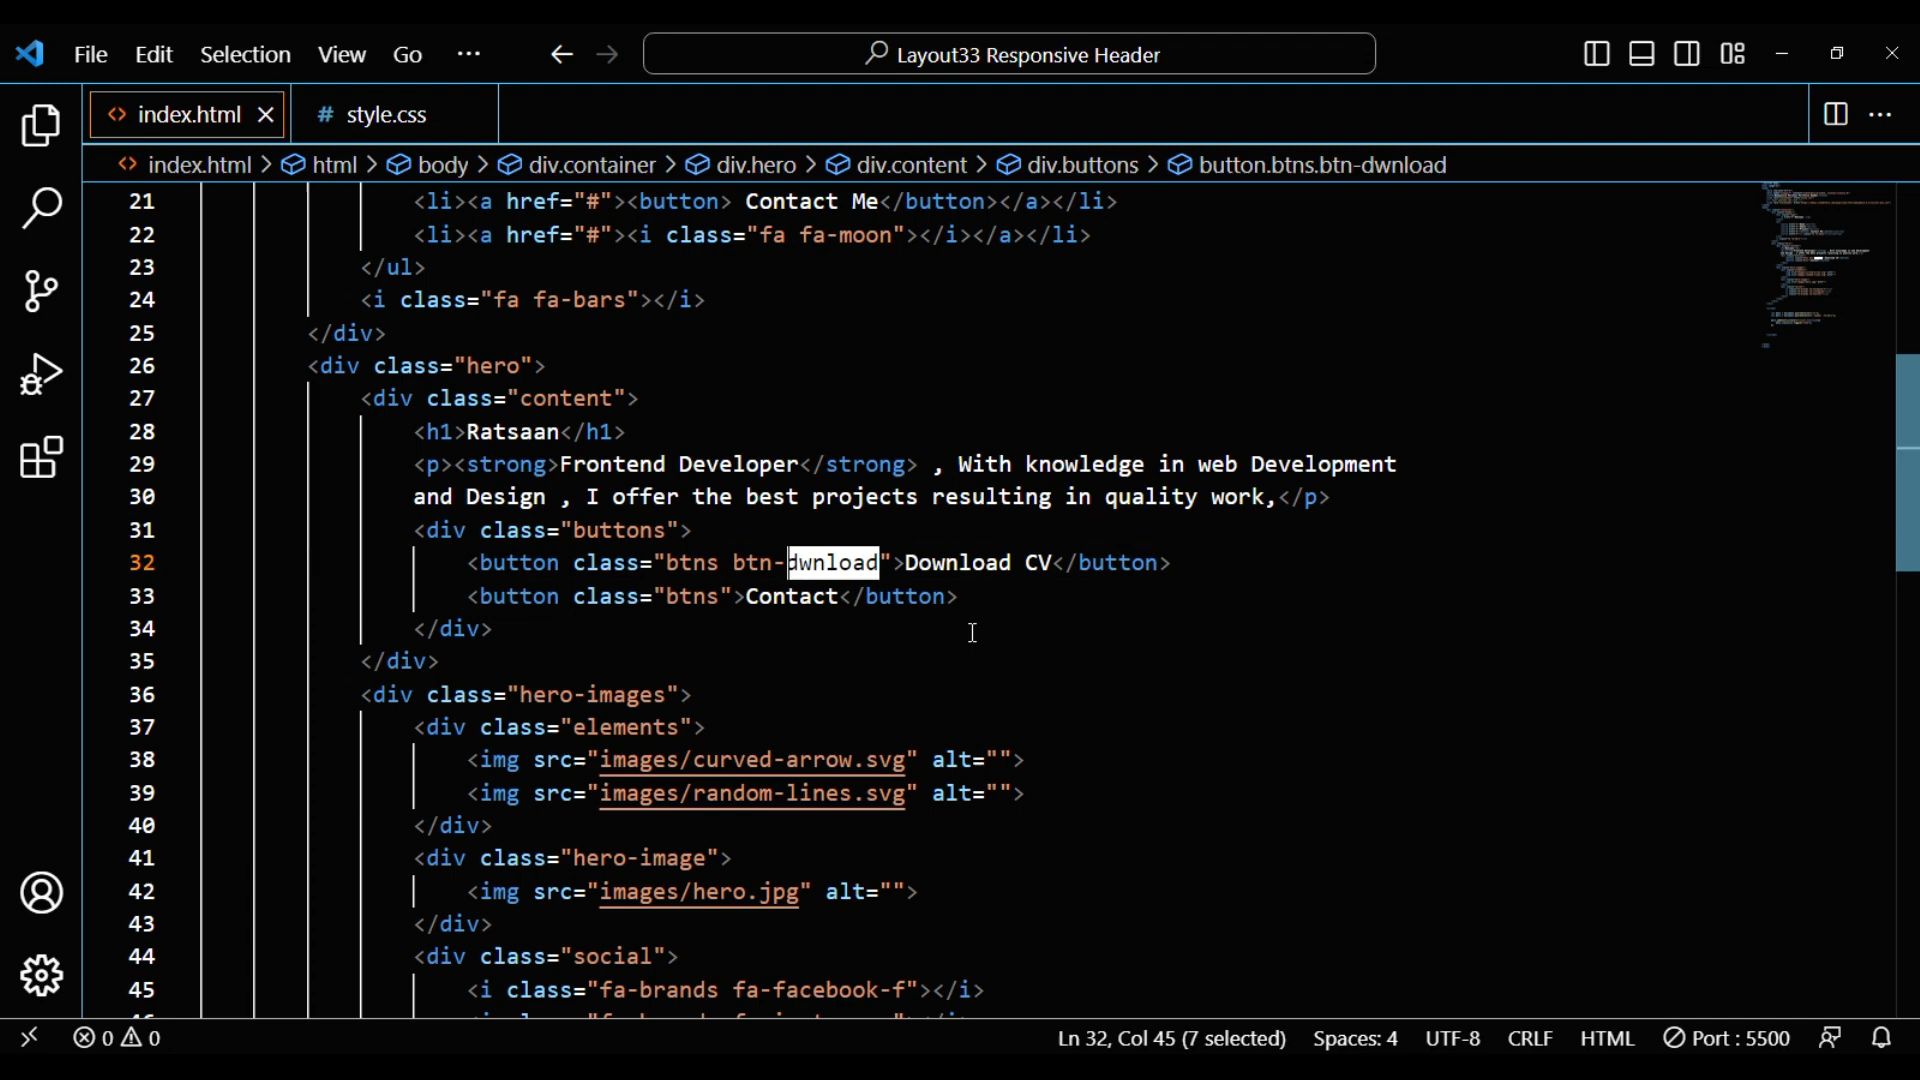 File Edit Selection View Go ··· Layout33 Responsive Header
<> index.html × # style.css ···
<> index.html > html > body > div.container > div.hero > div.content > div.buttons > button.btns.btn-dwnload
21 <li><a href="#"><button> Contact Me</button></a></li>
22 <li><a href="#"><i class="fa fa-moon"></i></a></li>
23 </ul>
24 <i class="fa fa-bars"></i>
25 </div>
26 <div class="hero">
27 <div class="content">
28 <h1>Ratsaan</h1>
29 <p><strong>Frontend Developer</strong> , With knowledge in web Development
30 and Design , I offer the best projects resulting in quality work,</p>
31 <div class="buttons">
32 <button class="btns btn-dwnload">Download CV</button>
33 <button class="btns">Contact</button>
34 </div>
35 </div>
36 <div class="hero-images">
37 <div class="elements">
38 <img src="images/curved-arrow.svg" alt="">
39 <img src="images/random-lines.svg" alt="">
40 </div>
41 <div class="hero-image">
42 <img src="images/hero.jpg" alt="">
43 </div>
44 <div class="social">
45 <i class="fa-brands fa-facebook-f"></i>
0 0 Ln 32, Col 45 (7 selected) Spaces: 4 UTF-8 CRLF HTML Port : 5500